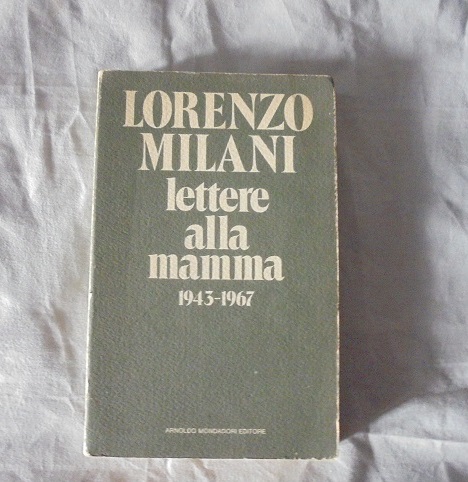 LORENZO
MILANI
lettere
alla
mamma
1943-1967
ARNOLDO MONDADORI EDITORE